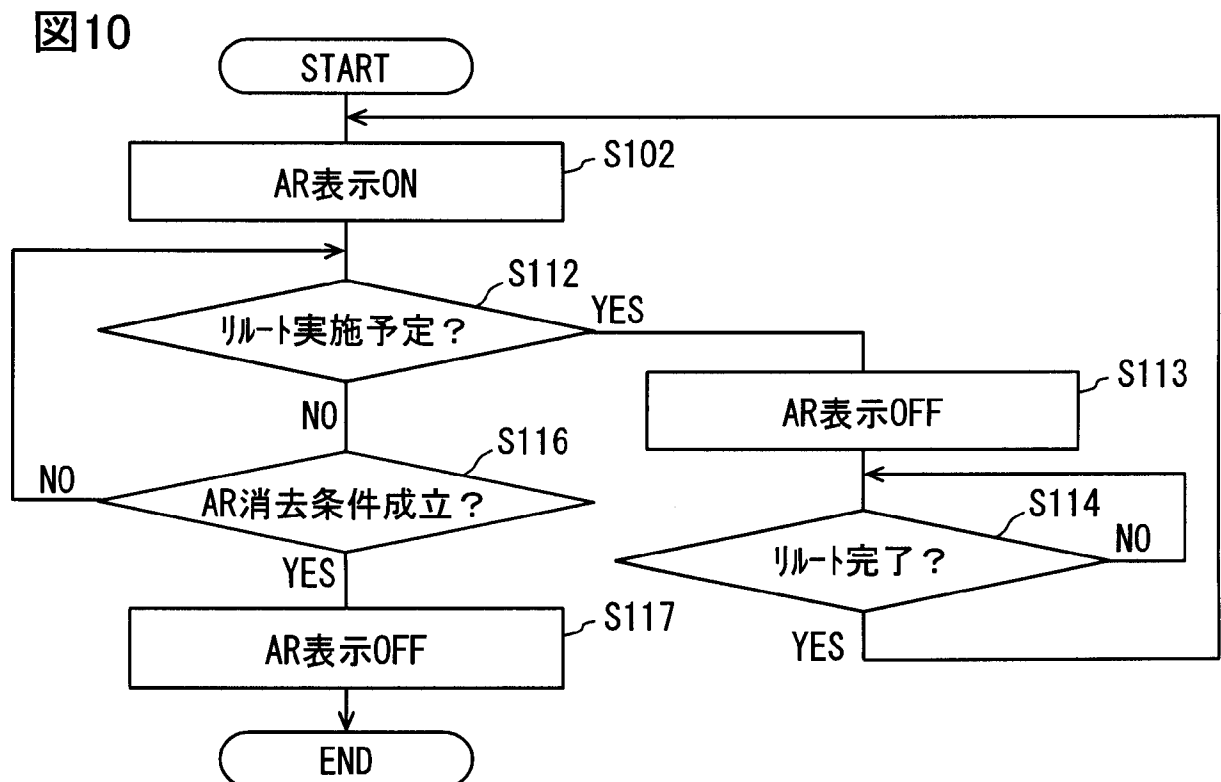 図10
START
S102
AR表示ON
S112
リルート実施予定?
YES
S113
AR表示OFF
NO
S116
NO
AR消去条件成立?
S114
リルート完了?
NO
YES
S117
AR表示OFF
YES
END